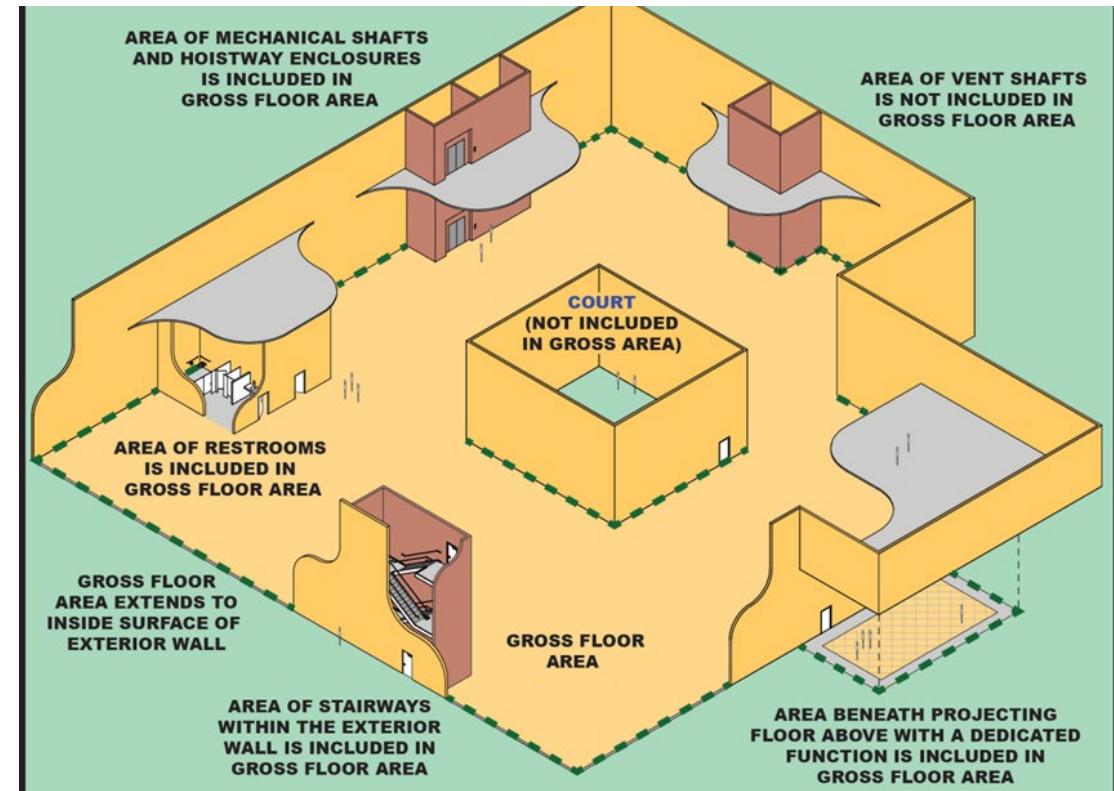 AREA OF MECHANICAL SHAFTS
AND HOISTWAY ENCLOSURES
IS INCLUDED IN
GROSS FLOOR AREA
AREA OF VENT SHAFTS
IS NOT INCLUDED IN
GROSS FLOOR AREA
COURT
(NOT INCLUDED
IN GROSS AREA)
AREA OF RESTROOMS
IS INCLUDED IN
GROSS FLOOR AREA
GROSS FLOOR
AREA EXTENDS TO
INSIDE SURFACE OF
EXTERIOR WALL
GROSS FLOOR
AREA
AREA OF STAIRWAYS
WITHIN THE EXTERIOR
WALL IS INCLUDED IN
GROSS FLOOR AREA
AREA BENEATH PROJECTING
FLOOR ABOVE WITH A DEDICATED
FUNCTION IS INCLUDED IN
GROSS FLOOR AREA